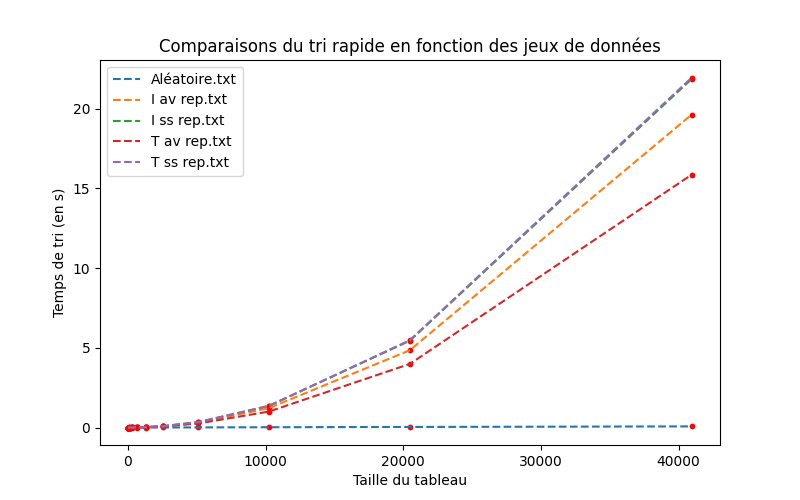 Comparaisons du tri rapide en fonction des jeux de données
Aléatoire.txt
I av rep.txt
I ss rep.txt
T av rep.txt
T ss rep.txt
Temps de tri (en s)
20
15
10
5
0
0 10000 20000 30000 40000
Taille du tableau